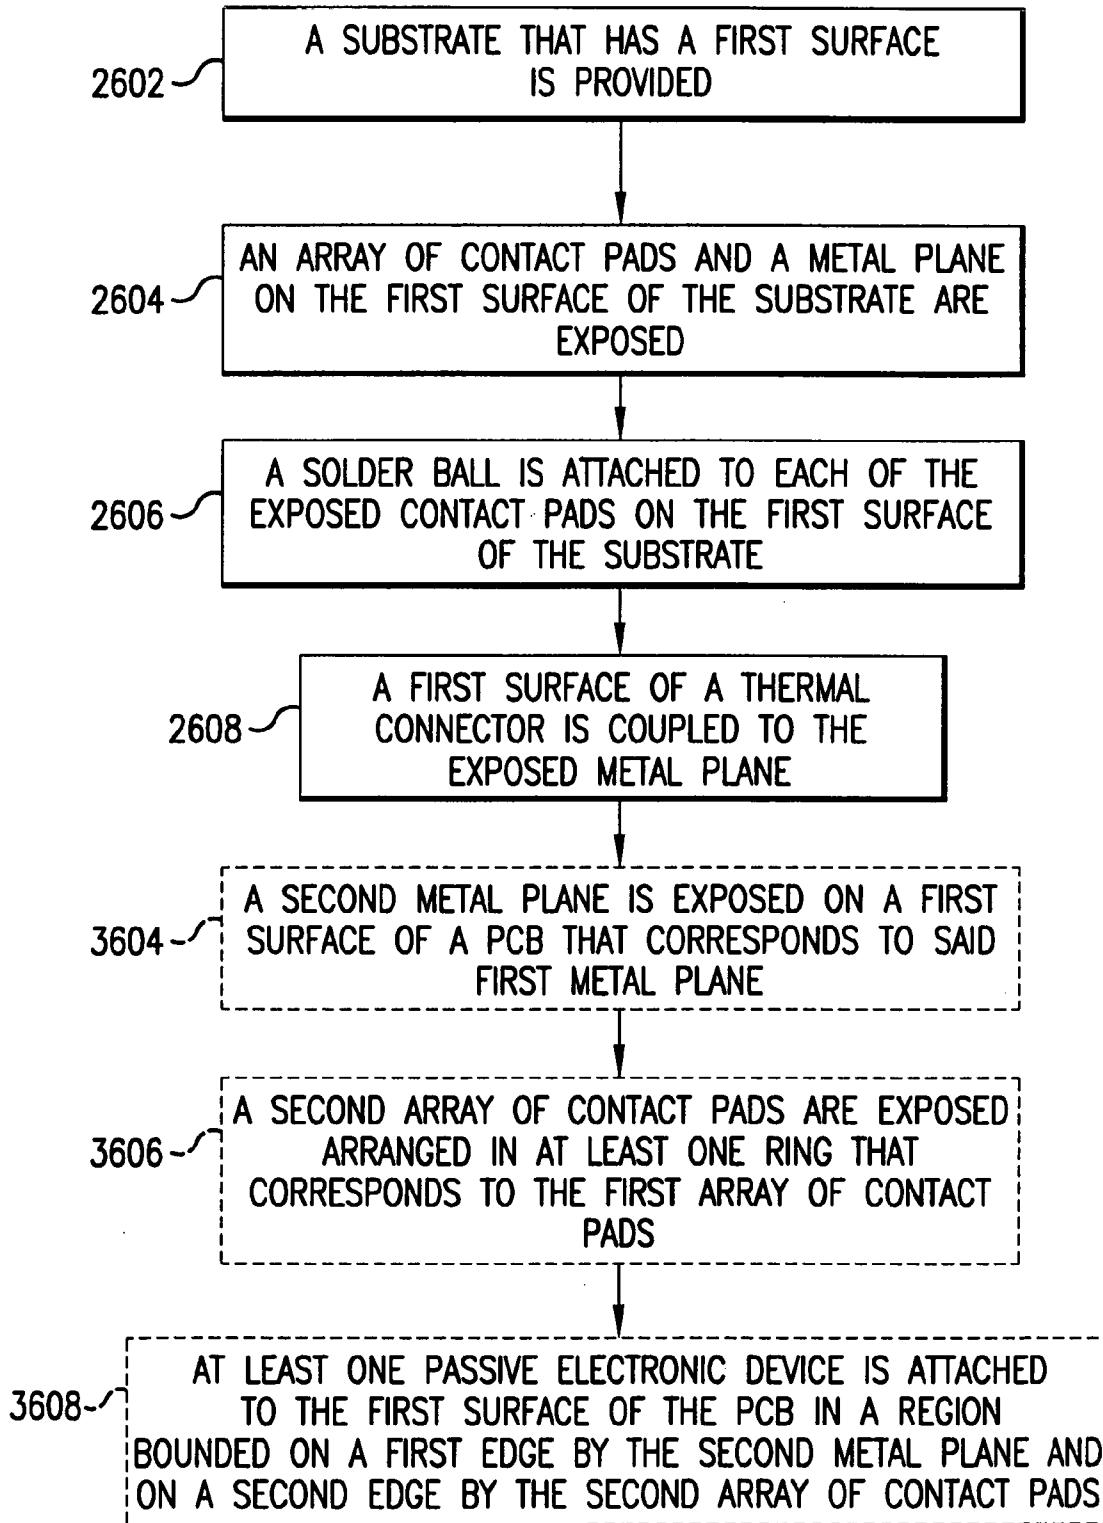 A SUBSTRATE THAT HAS A FIRST SURFACE
IS PROVIDED
2602
AN ARRAY OF CONTACT PADS AND A METAL PLANE
ON THE FIRST SURFACE OF THE SUBSTRATE ARE
EXPOSED
2604
A SOLDER BALL IS ATTACHED TO EACH OF THE
EXPOSED CONTACT PADS ON THE FIRST SURFACE
OF THE SUBSTRATE
2606
A FIRST SURFACE OF A THERMAL
CONNECTOR IS COUPLED TO THE
EXPOSED METAL PLANE
2608
A SECOND METAL PLANE IS EXPOSED ON A FIRST
SURFACE OF A PCB THAT CORRESPONDS TO SAID
FIRST METAL PLANE
3604
A SECOND ARRAY OF CONTACT PADS ARE EXPOSED
ARRANGED IN AT LEAST ONE RING THAT
CORRESPONDS TO THE FIRST ARRAY OF CONTACT
PADS
3606
AT LEAST ONE PASSIVE ELECTRONIC DEVICE IS ATTACHED
TO THE FIRST SURFACE OF THE PCB IN A REGION
BOUNDED ON A FIRST EDGE BY THE SECOND METAL PLANE AND
ON A SECOND EDGE BY THE SECOND ARRAY OF CONTACT PADS
3608